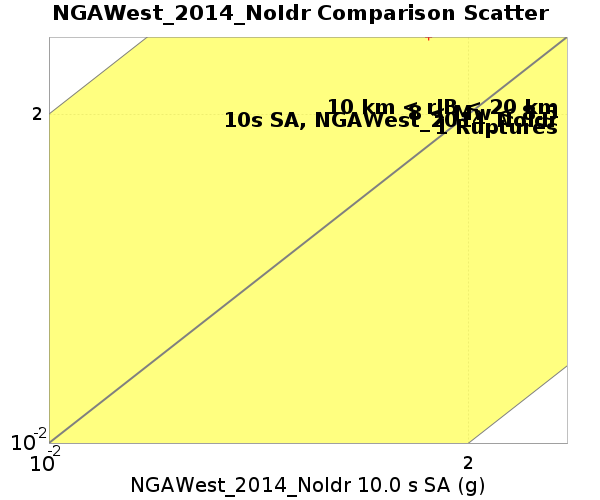 NGAWest_2014_NoIdr Comparison Scatter
2
10 km < rJB < 20 km
8 < Mw < 8.5
10s SA, NGAWest_2014_NoIdr
1 Ruptures
10-2
10-2
2
NGAWest_2014_NoIdr 10.0 s SA (g)